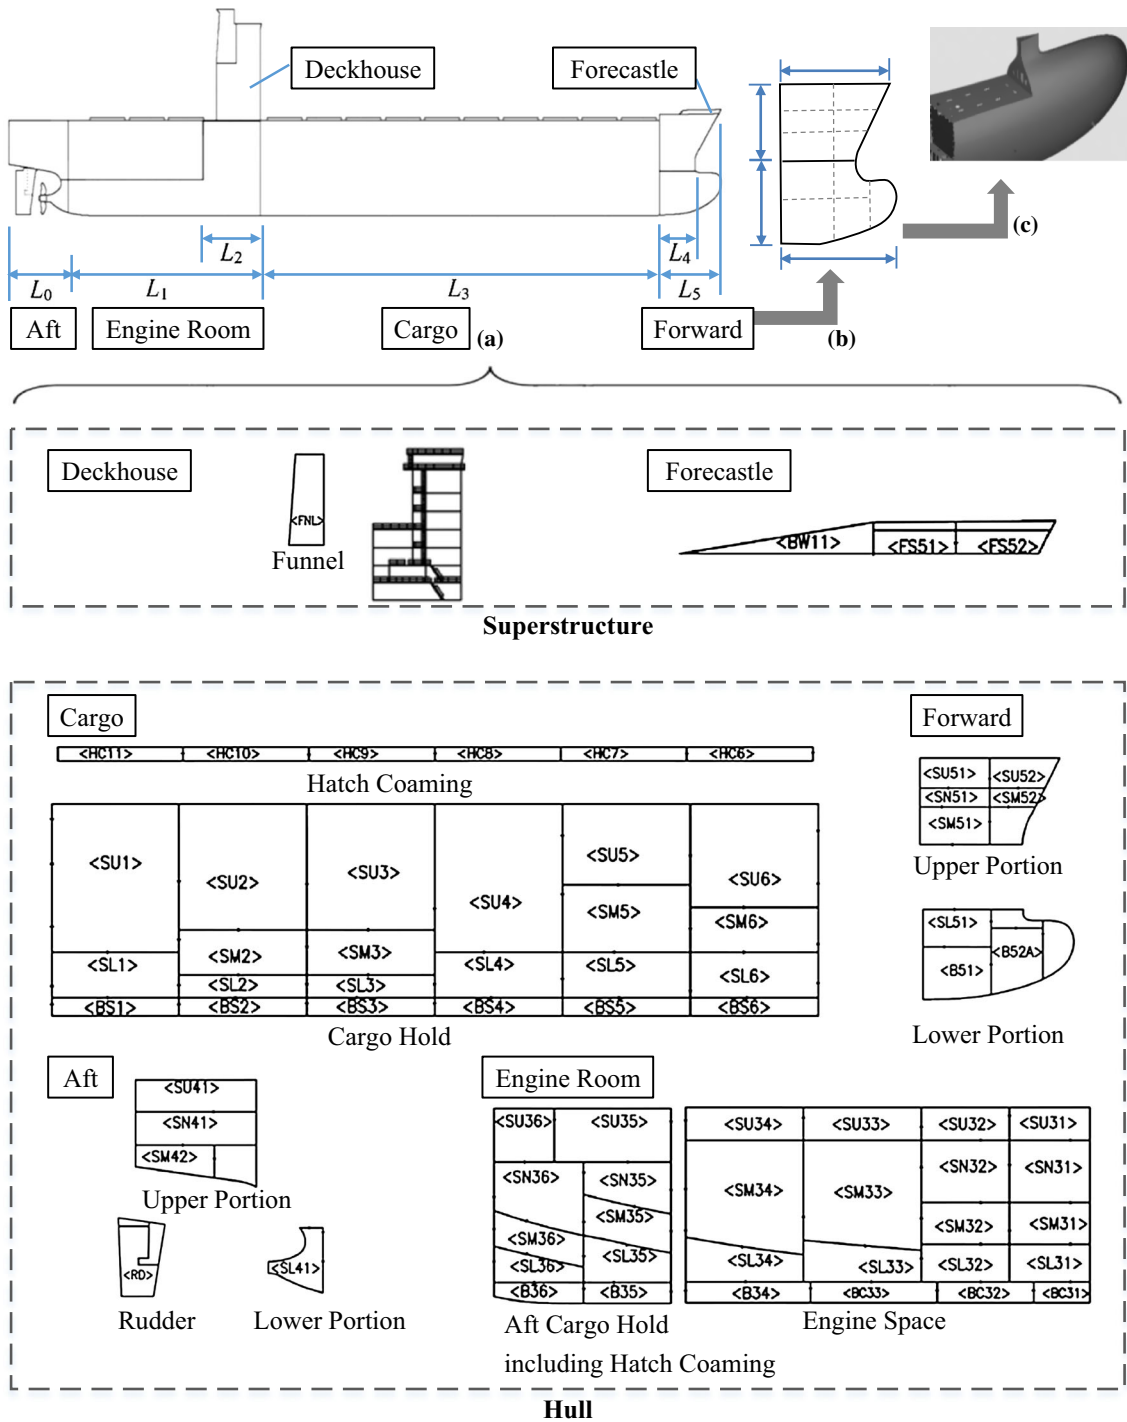 Deckhouse
Forecastle
L2
L4
L0
L1
L3
L5
Aft
Engine Room
Cargo
(a)
Forward
(b)
(c)
Deckhouse
<FNL>
Funnel
Forecastle
<BW11>
<FS51>
<FS52>
Superstructure
Cargo
<HC11> <HC10> <HC9> <HC8> <HC7> <HC6>
Hatch Coaming
<SU1> <SU2> <SU3> <SU4> <SU5> <SU6>
<SM2> <SM3> <SM5> <SM6>
<SL1> <SL2> <SL3> <SL4> <SL5> <SL6>
<BS1> <BS2> <BS3> <BS4> <BS5> <BS6>
Cargo Hold
Forward
<SU51> <SU52>
<SN51> <SM52>
<SM51>
Upper Portion
<SL51>
<B51> <B52A>
Lower Portion
Aft
<SU41>
<SN41>
<SM42>
Upper Portion
<RD>
Rudder
<SL41>
Lower Portion
Engine Room
<SU36> <SU35>
<SN36> <SN35>
<SM36> <SM35>
<SL36> <SL35>
<B36> <B35>
Aft Cargo Hold
including Hatch Coaming
<SU34> <SU33> <SU32> <SU31>
<SN32> <SN31>
<SM34> <SM33> <SM32> <SM31>
<SL34> <SL33> <SL32> <SL31>
<B34> <BC33> <BC32> <BC31>
Engine Space
Hull